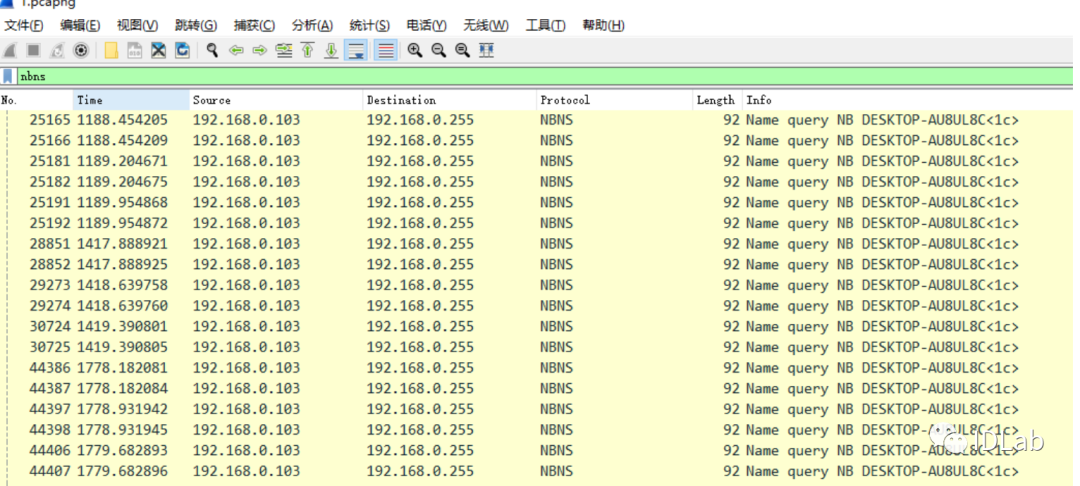 1.pcapng
文件(F) 编辑(E) 视图(V) 跳转(G) 捕获(C) 分析(A) 统计(S) 电话(Y) 无线(W) 工具(T) 帮助(H)
nbns
No. Time Source Destination Protocol Length Info
25165 1188.454205 192.168.0.103 192.168.0.255 NBNS 92 Name query NB DESKTOP-AU8UL8C<1c>
25166 1188.454209 192.168.0.103 192.168.0.255 NBNS 92 Name query NB DESKTOP-AU8UL8C<1c>
25181 1189.204671 192.168.0.103 192.168.0.255 NBNS 92 Name query NB DESKTOP-AU8UL8C<1c>
25182 1189.204675 192.168.0.103 192.168.0.255 NBNS 92 Name query NB DESKTOP-AU8UL8C<1c>
25191 1189.954868 192.168.0.103 192.168.0.255 NBNS 92 Name query NB DESKTOP-AU8UL8C<1c>
25192 1189.954872 192.168.0.103 192.168.0.255 NBNS 92 Name query NB DESKTOP-AU8UL8C<1c>
28851 1417.888921 192.168.0.103 192.168.0.255 NBNS 92 Name query NB DESKTOP-AU8UL8C<1c>
28852 1417.888925 192.168.0.103 192.168.0.255 NBNS 92 Name query NB DESKTOP-AU8UL8C<1c>
29273 1418.639758 192.168.0.103 192.168.0.255 NBNS 92 Name query NB DESKTOP-AU8UL8C<1c>
29274 1418.639760 192.168.0.103 192.168.0.255 NBNS 92 Name query NB DESKTOP-AU8UL8C<1c>
30724 1419.390801 192.168.0.103 192.168.0.255 NBNS 92 Name query NB DESKTOP-AU8UL8C<1c>
30725 1419.390805 192.168.0.103 192.168.0.255 NBNS 92 Name query NB DESKTOP-AU8UL8C<1c>
44386 1778.182081 192.168.0.103 192.168.0.255 NBNS 92 Name query NB DESKTOP-AU8UL8C<1c>
44387 1778.182084 192.168.0.103 192.168.0.255 NBNS 92 Name query NB DESKTOP-AU8UL8C<1c>
44397 1778.931942 192.168.0.103 192.168.0.255 NBNS 92 Name query NB DESKTOP-AU8UL8C<1c>
44398 1778.931945 192.168.0.103 192.168.0.255 NBNS 92 Name query NB DESKTOP-AU8UL8C<1c>
44406 1779.682893 192.168.0.103 192.168.0.255 NBNS 92 Name query NB DESKTOP-AU8UL8C<1c>
44407 1779.682896 192.168.0.103 192.168.0.255 NBNS 92 Name query NB DESKTOP-AU8UL8C<1c>
IDLab